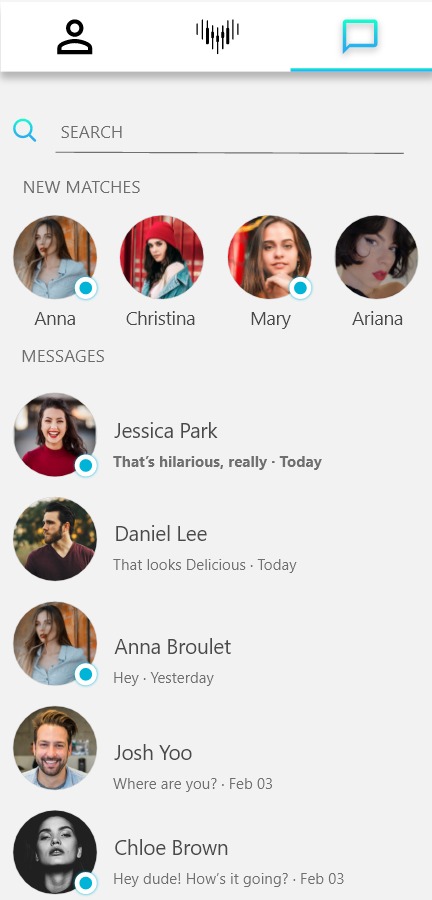 SEARCH
NEW MATCHES
Anna
Christina
Mary
Ariana
MESSAGES
Jessica Park
That's hilarious, really · Today
Daniel Lee
That looks Delicious · Today
Anna Broulet
Hey · Yesterday
Josh Yoo
Where are you? · Feb 03
Chloe Brown
Hey dude! How's it going? · Feb 03